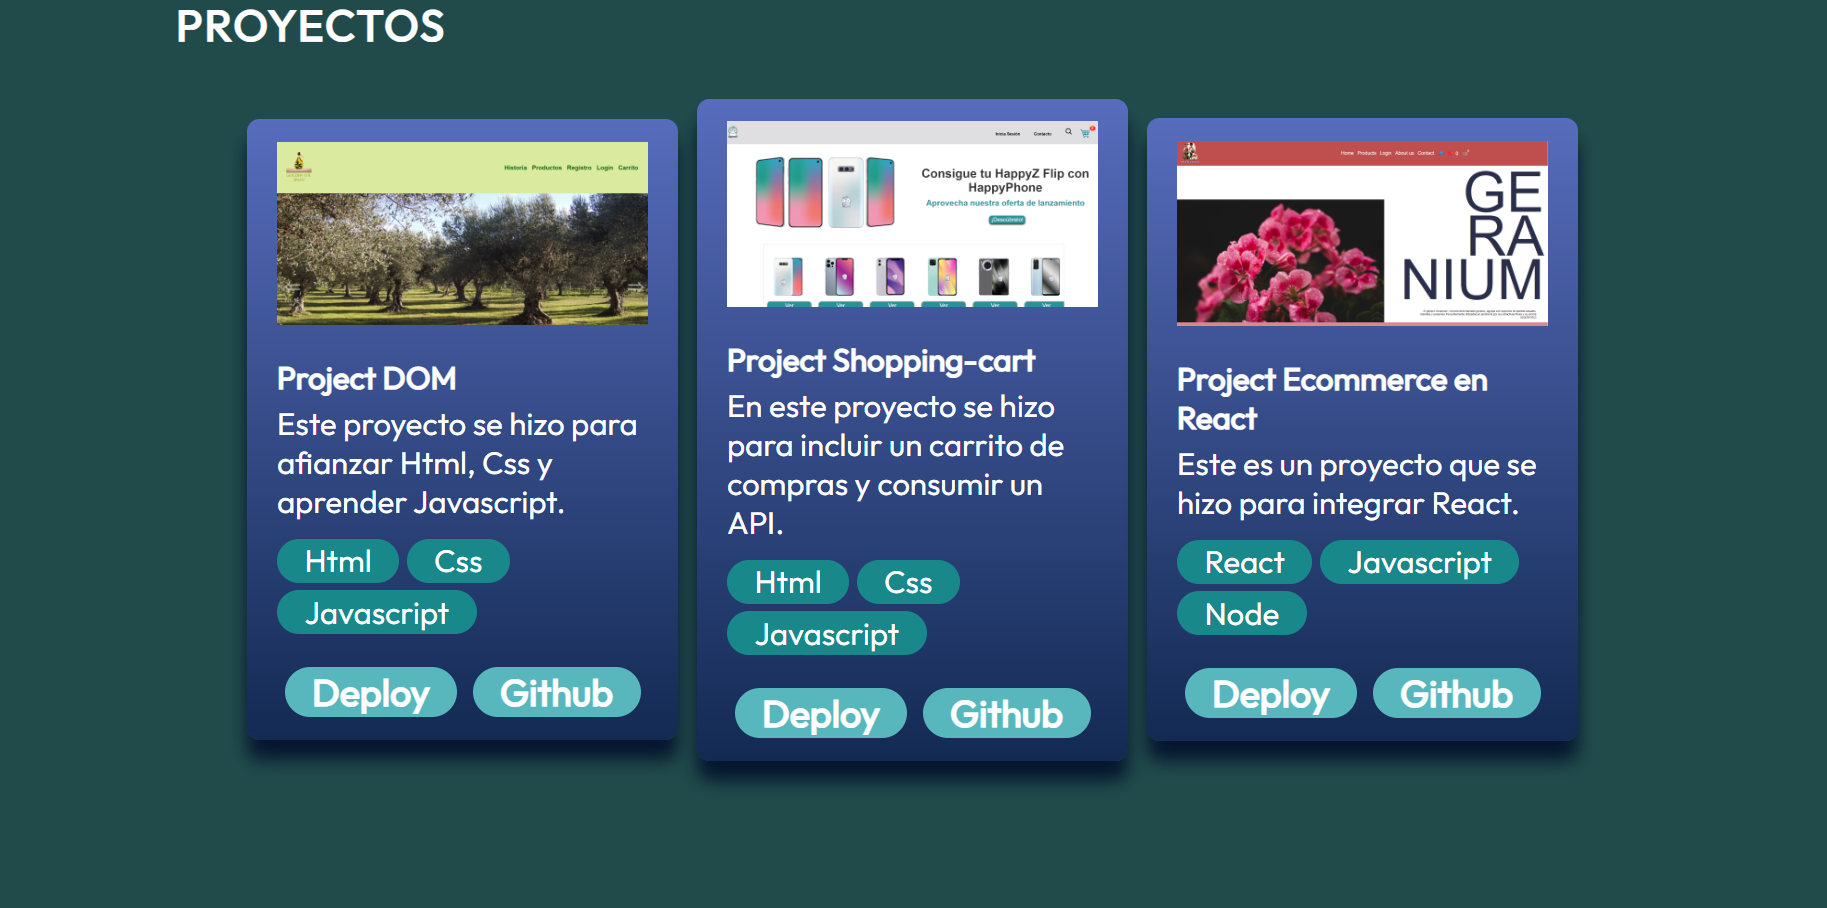 PROYECTOS
Historia Productos Registro Login Carrito
Project DOM
Este proyecto se hizo para
afianzar Html, Css y
aprender Javascript.
Html Css
Javascript
Deploy Github
Inicia Sesión Contacto
Consigue tu HappyZ Flip con
HappyPhone
Aprovecha nuestra oferta de lanzamiento
¡Descúbrelo!
Ver Ver Ver Ver Ver Ver
Project Shopping-cart
En este proyecto se hizo
para incluir un carrito de
compras y consumir un
API.
Html Css
Javascript
Deploy Github
Home Products Login About us Contact 0
GE
RA
NIUM
Project Ecommerce en
React
Este es un proyecto que se
hizo para integrar React.
React Javascript
Node
Deploy Github